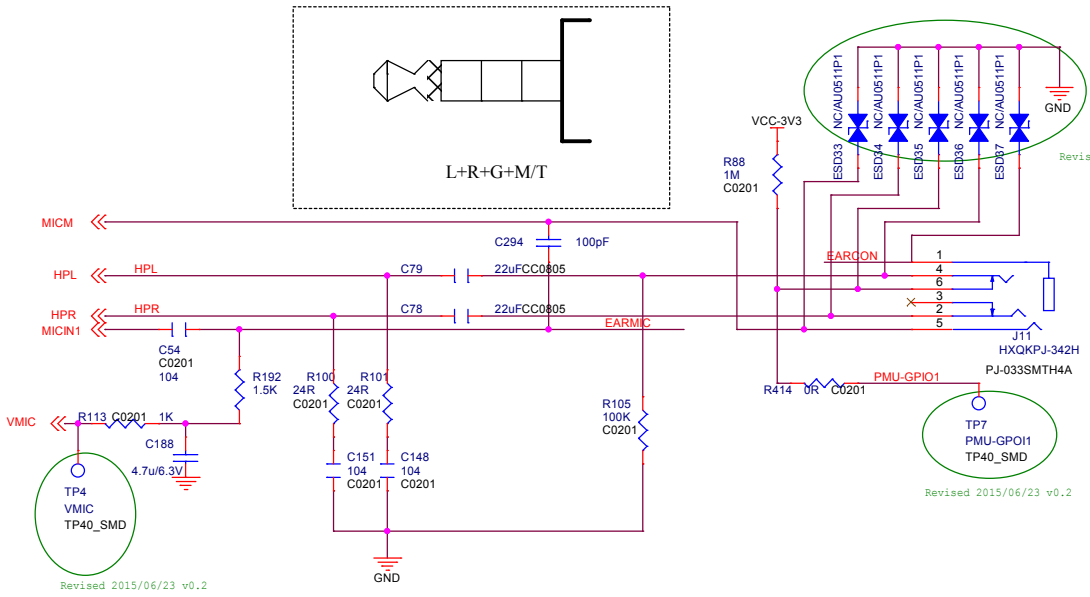 L+R+G+M/T
NC/AU0511P1
NC/AU0511P1
NC/AU0511P1
NC/AU0511P1
NC/AU0511P1
ESD33
ESD34
ESD35
ESD36
ESD37
GND
Revis
VCC-3V3
R88
1M
C0201
MICM
C294
100pF
HPL
HPL
C79
22uFCC0805
HPR
HPR
C78
22uFCC0805
MICIN1
EARMIC
EARCON
1
4
6
3
2
5
J11
HXQKPJ-342H
PJ-033SMTH4A
C54
C0201
104
R192
1.5K
R100
24R
C0201
R101
24R
C0201
R105
100K
C0201
R414
0R
C0201
PMU-GPIO1
TP7
PMU-GPOI1
TP40_SMD
Revised 2015/06/23 v0.2
VMIC
R113
C0201
1K
C188
4.7u/6.3V
C151
104
C0201
C148
104
C0201
TP4
VMIC
TP40_SMD
GND
Revised 2015/06/23 v0.2